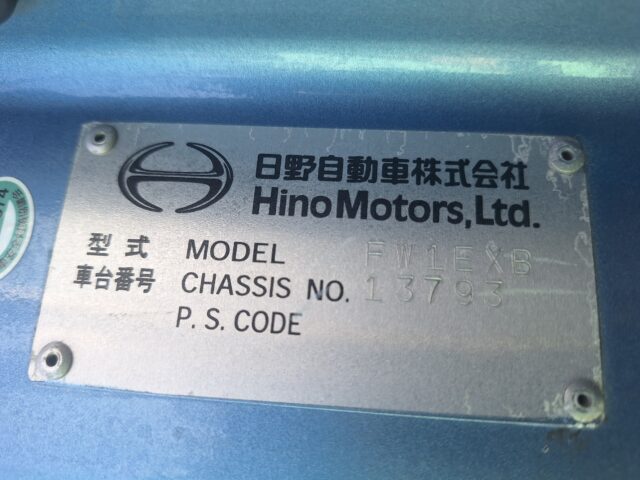 日野自動車株式会社
Hino Motors, Ltd.
型式 MODEL FW1EXB
車台番号 CHASSIS NO. 13793
P. S. CODE